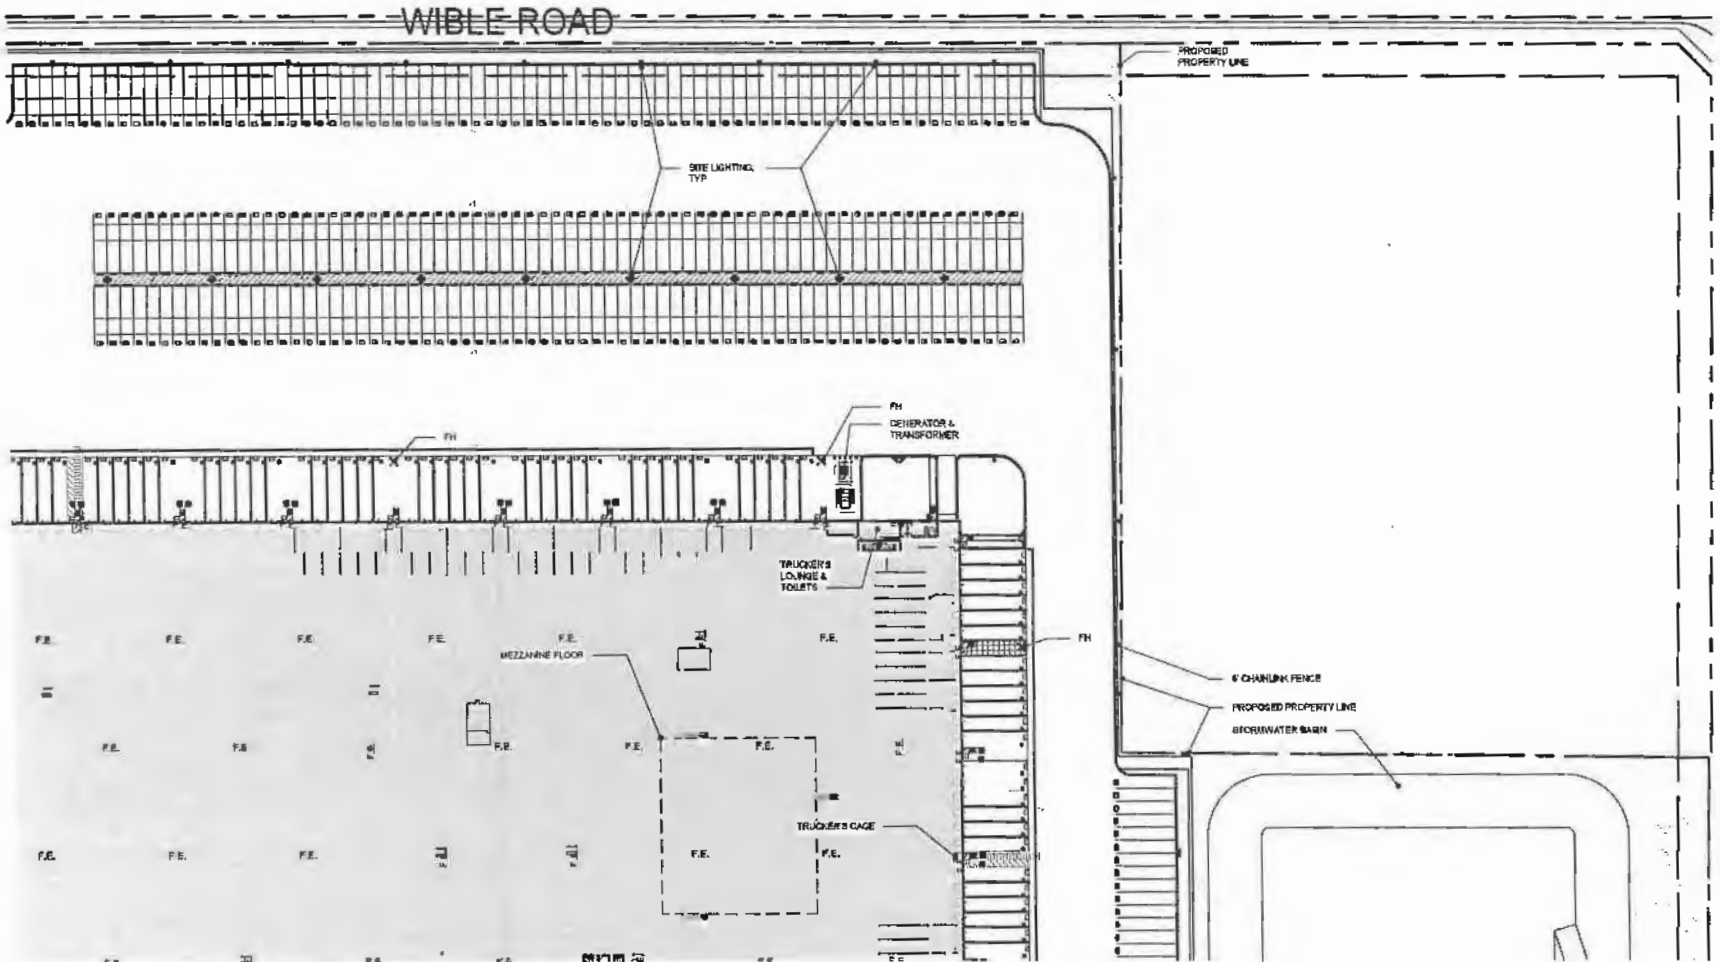 WIBLE ROAD
PROPOSED
PROPERTY LINE
SITE LIGHTING,
TYP
FH
GENERATOR &
TRANSFORMER
FH
TRUCKER'S
LOUNGE &
TOILETS
FH
F.E.
F.E.
F.E.
F.E.
F.E.
F.E.
MEZZANINE FLOOR
6' CHAINLINK FENCE
PROPOSED PROPERTY LINE
STORMWATER BASIN
F.E.
F.E.
F.E.
F.E.
F.E.
F.E.
F.E.
TRUCKER'S CAGE
F.E.
F.E.
F.E.
F.E.
F.E.